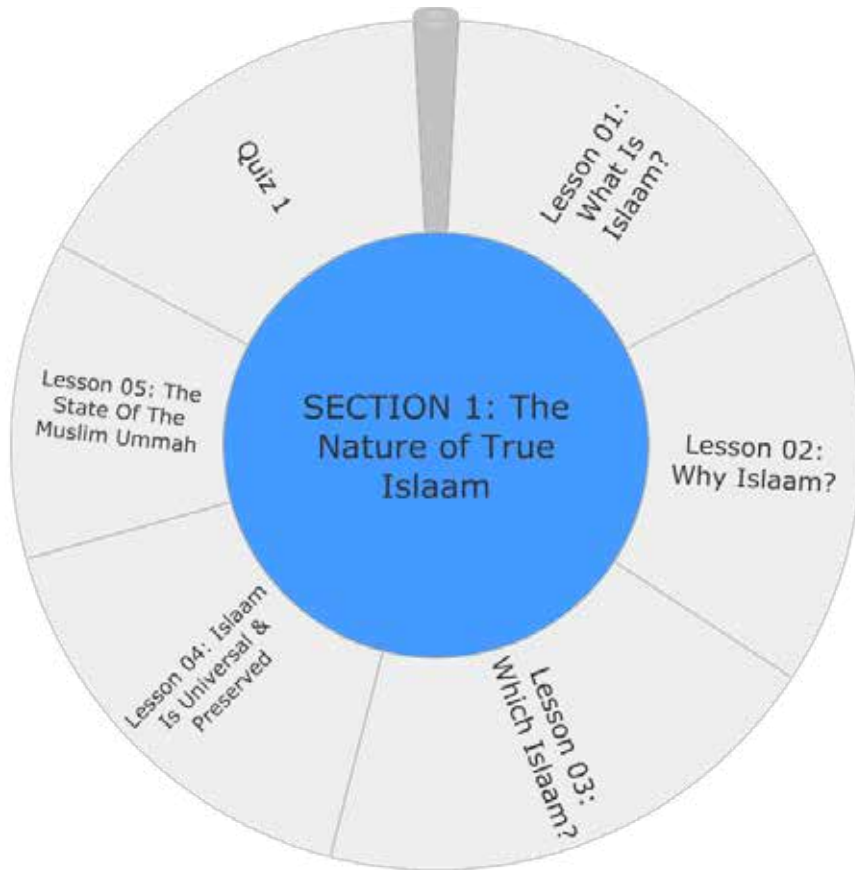 SECTION 1: The
Nature of True
Islaam
Lesson 01:
What Is
Islaam?
Lesson 02:
Why Islaam?
Lesson 03:
Which Islaam?
Lesson 04: Islaam
Is Universal &
Preserved
Lesson 05: The
State Of The
Muslim Ummah
Quiz 1